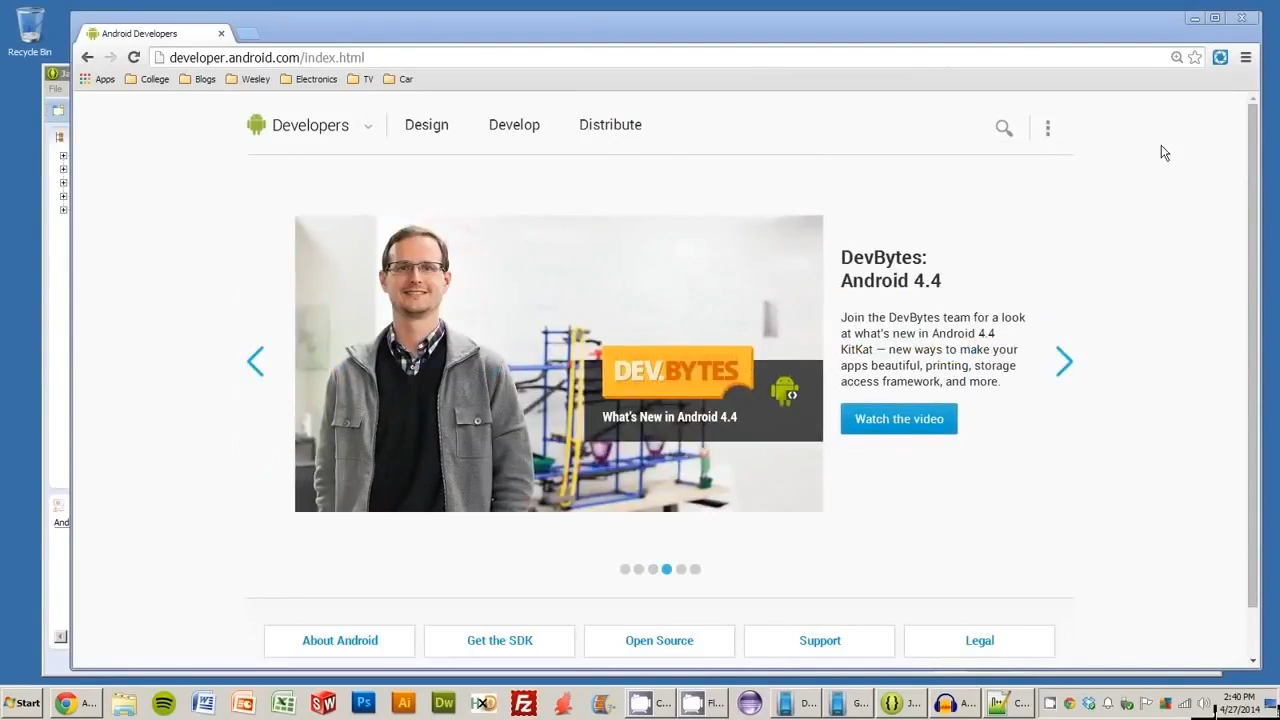 Recycle Bin
Android Developers
developer.android.com/index.html
Apps College Blogs Wesley Electronics TV Car
File
Developers Design Develop Distribute
DEV.BYTES
What's New in Android 4.4
DevBytes:
Android 4.4
Join the DevBytes team for a look
at what's new in Android 4.4
KitKat — new ways to make your
apps beautiful, printing, storage
access framework, and more.
Watch the video
And
About Android Get the SDK Open Source Support Legal
Start A... C... Fi... D... G... J... A... C...
2:40 PM
4/27/2014